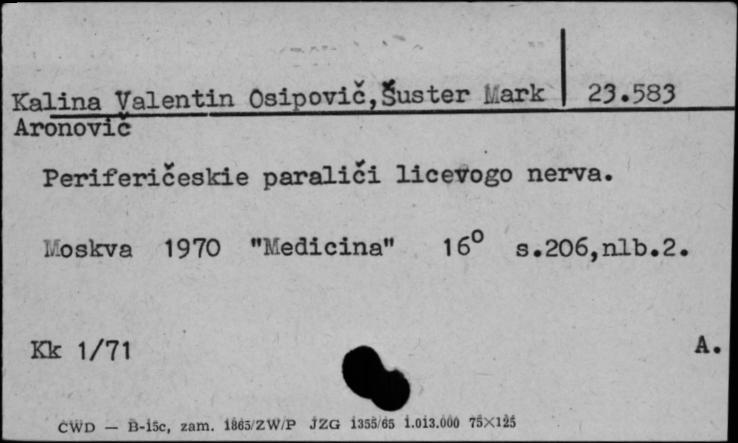 Kalina Valentin Osipovič,Šuster Mark 23.583
Aronovič
Periferičeskie paraliči licevogo nerva.
Moskva 1970 "Medicina" 16⁰ s.206,nlb.2.
Kk 1/71 A.
CWD — B-15c, zam. 1865/ZW/P JZG 1355/65 1.013.000 75×125